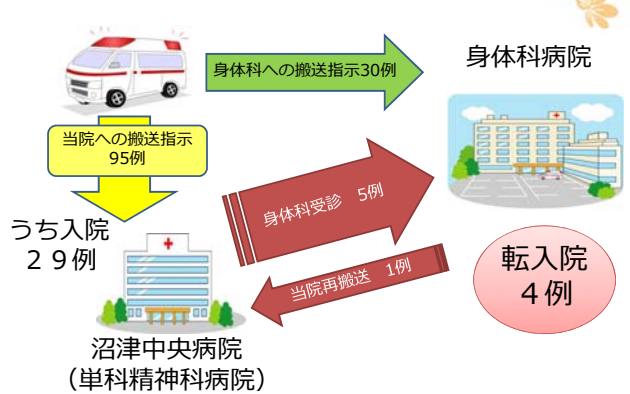 身体科への搬送指示30例
身体科病院
当院への搬送指示
95例
身体科受診　5例
うち入院
２９例
当院再搬送　1例
転入院
４例
沼津中央病院
（単科精神科病院）